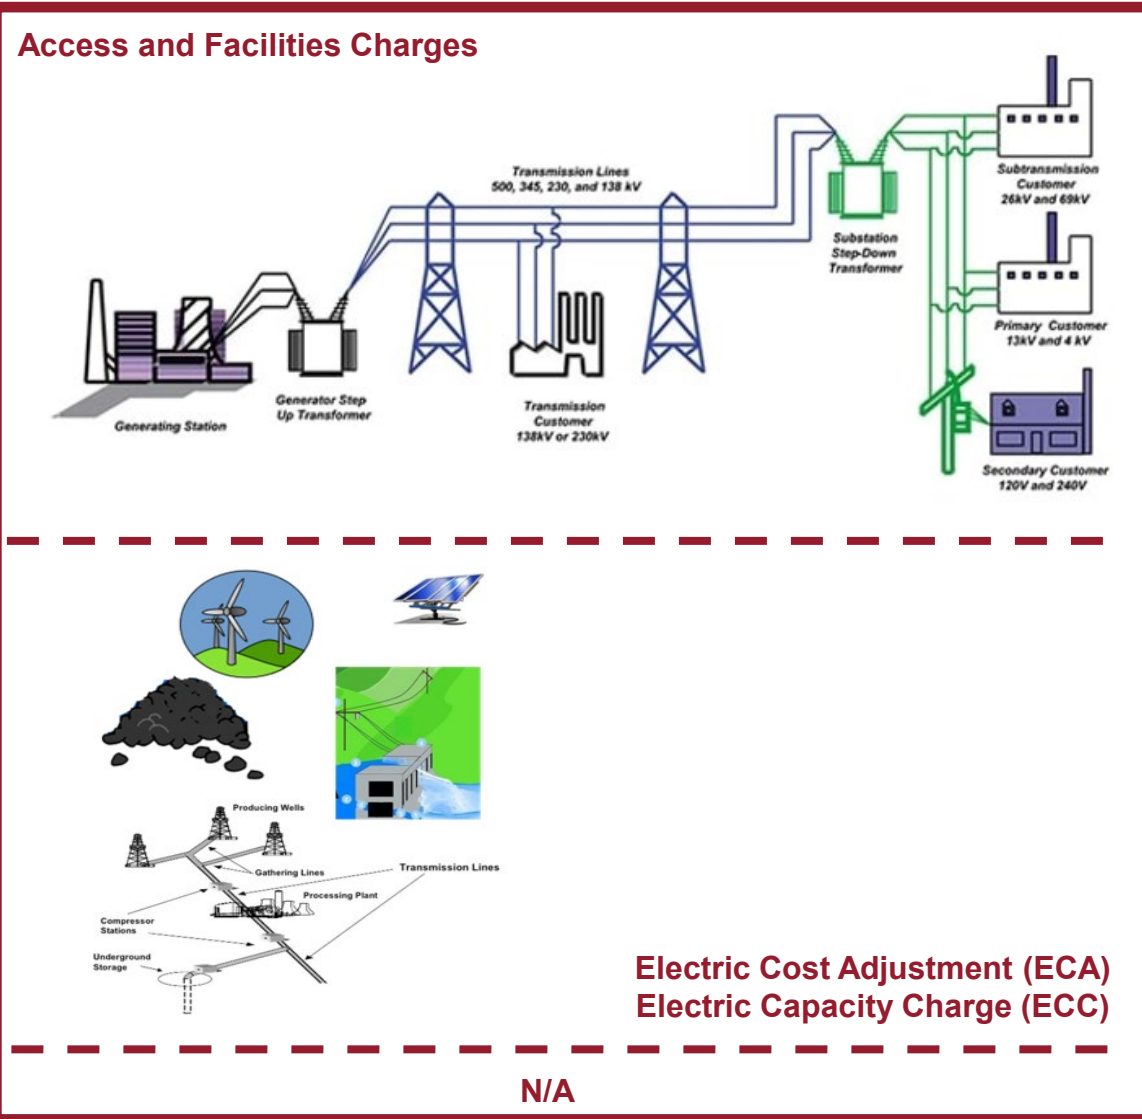 Access and Facilities Charges
Transmission Lines
500, 345, 230, and 138 kV
Subtransmission
Customer
26kV and 69kV
Substation
Step-Down
Transformer
Primary Customer
13kV and 4 kV
Generator Step
Up Transformer
Generating Station
Transmission
Customer
138kV or 230kV
Secondary Customer
120V and 240V
Producing Wells
Gathering Lines
Transmission Lines
Processing Plant
Compressor
Stations
Underground
Storage
Electric Cost Adjustment (ECA)
Electric Capacity Charge (ECC)
N/A